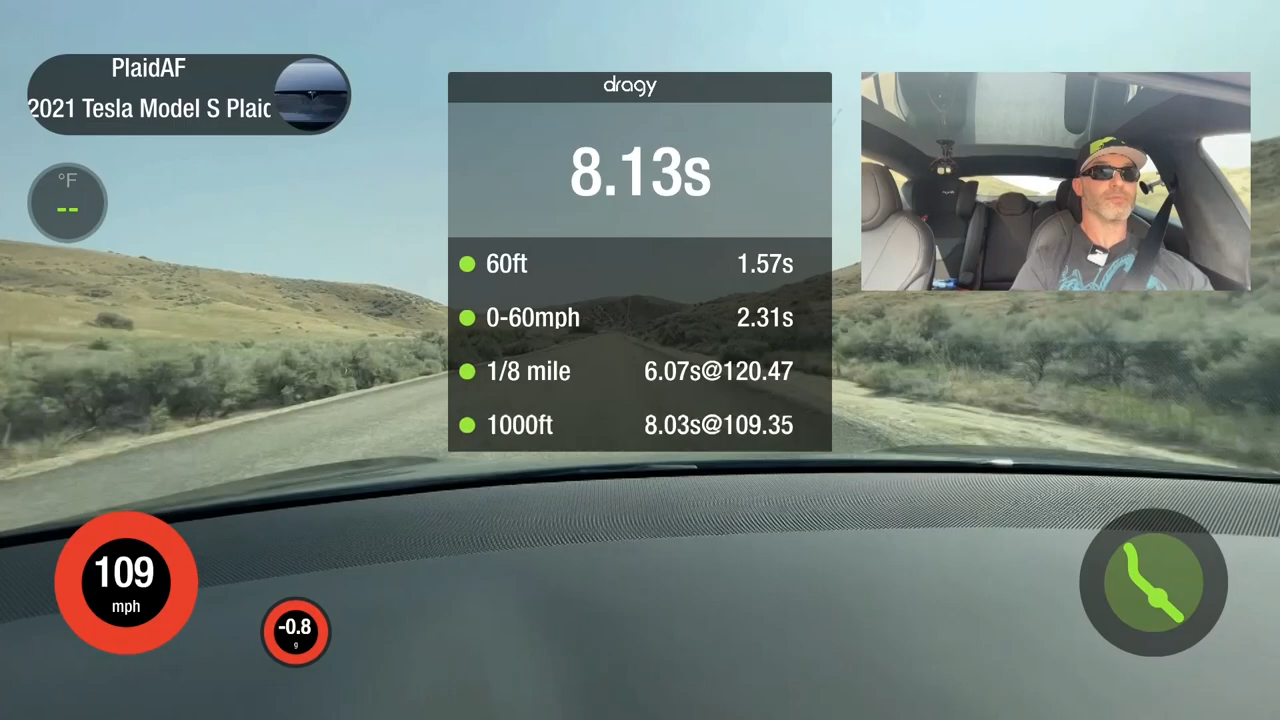 PlaidAF
2021 Tesla Model S Plaid
°F
--
dragy
8.13s
60ft 1.57s
0-60mph 2.31s
1/8 mile 6.07s@120.47
1000ft 8.03s@109.35
109
mph
-0.8
g